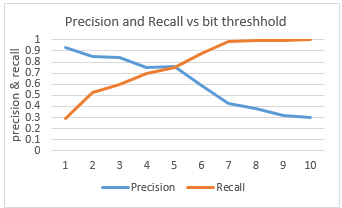 Precision and Recall vs bit threshhold
precision & recall
1
0.9
0.8
0.7
0.6
0.5
0.4
0.3
0.2
0.1
0
1 2 3 4 5 6 7 8 9 10
Precision Recall